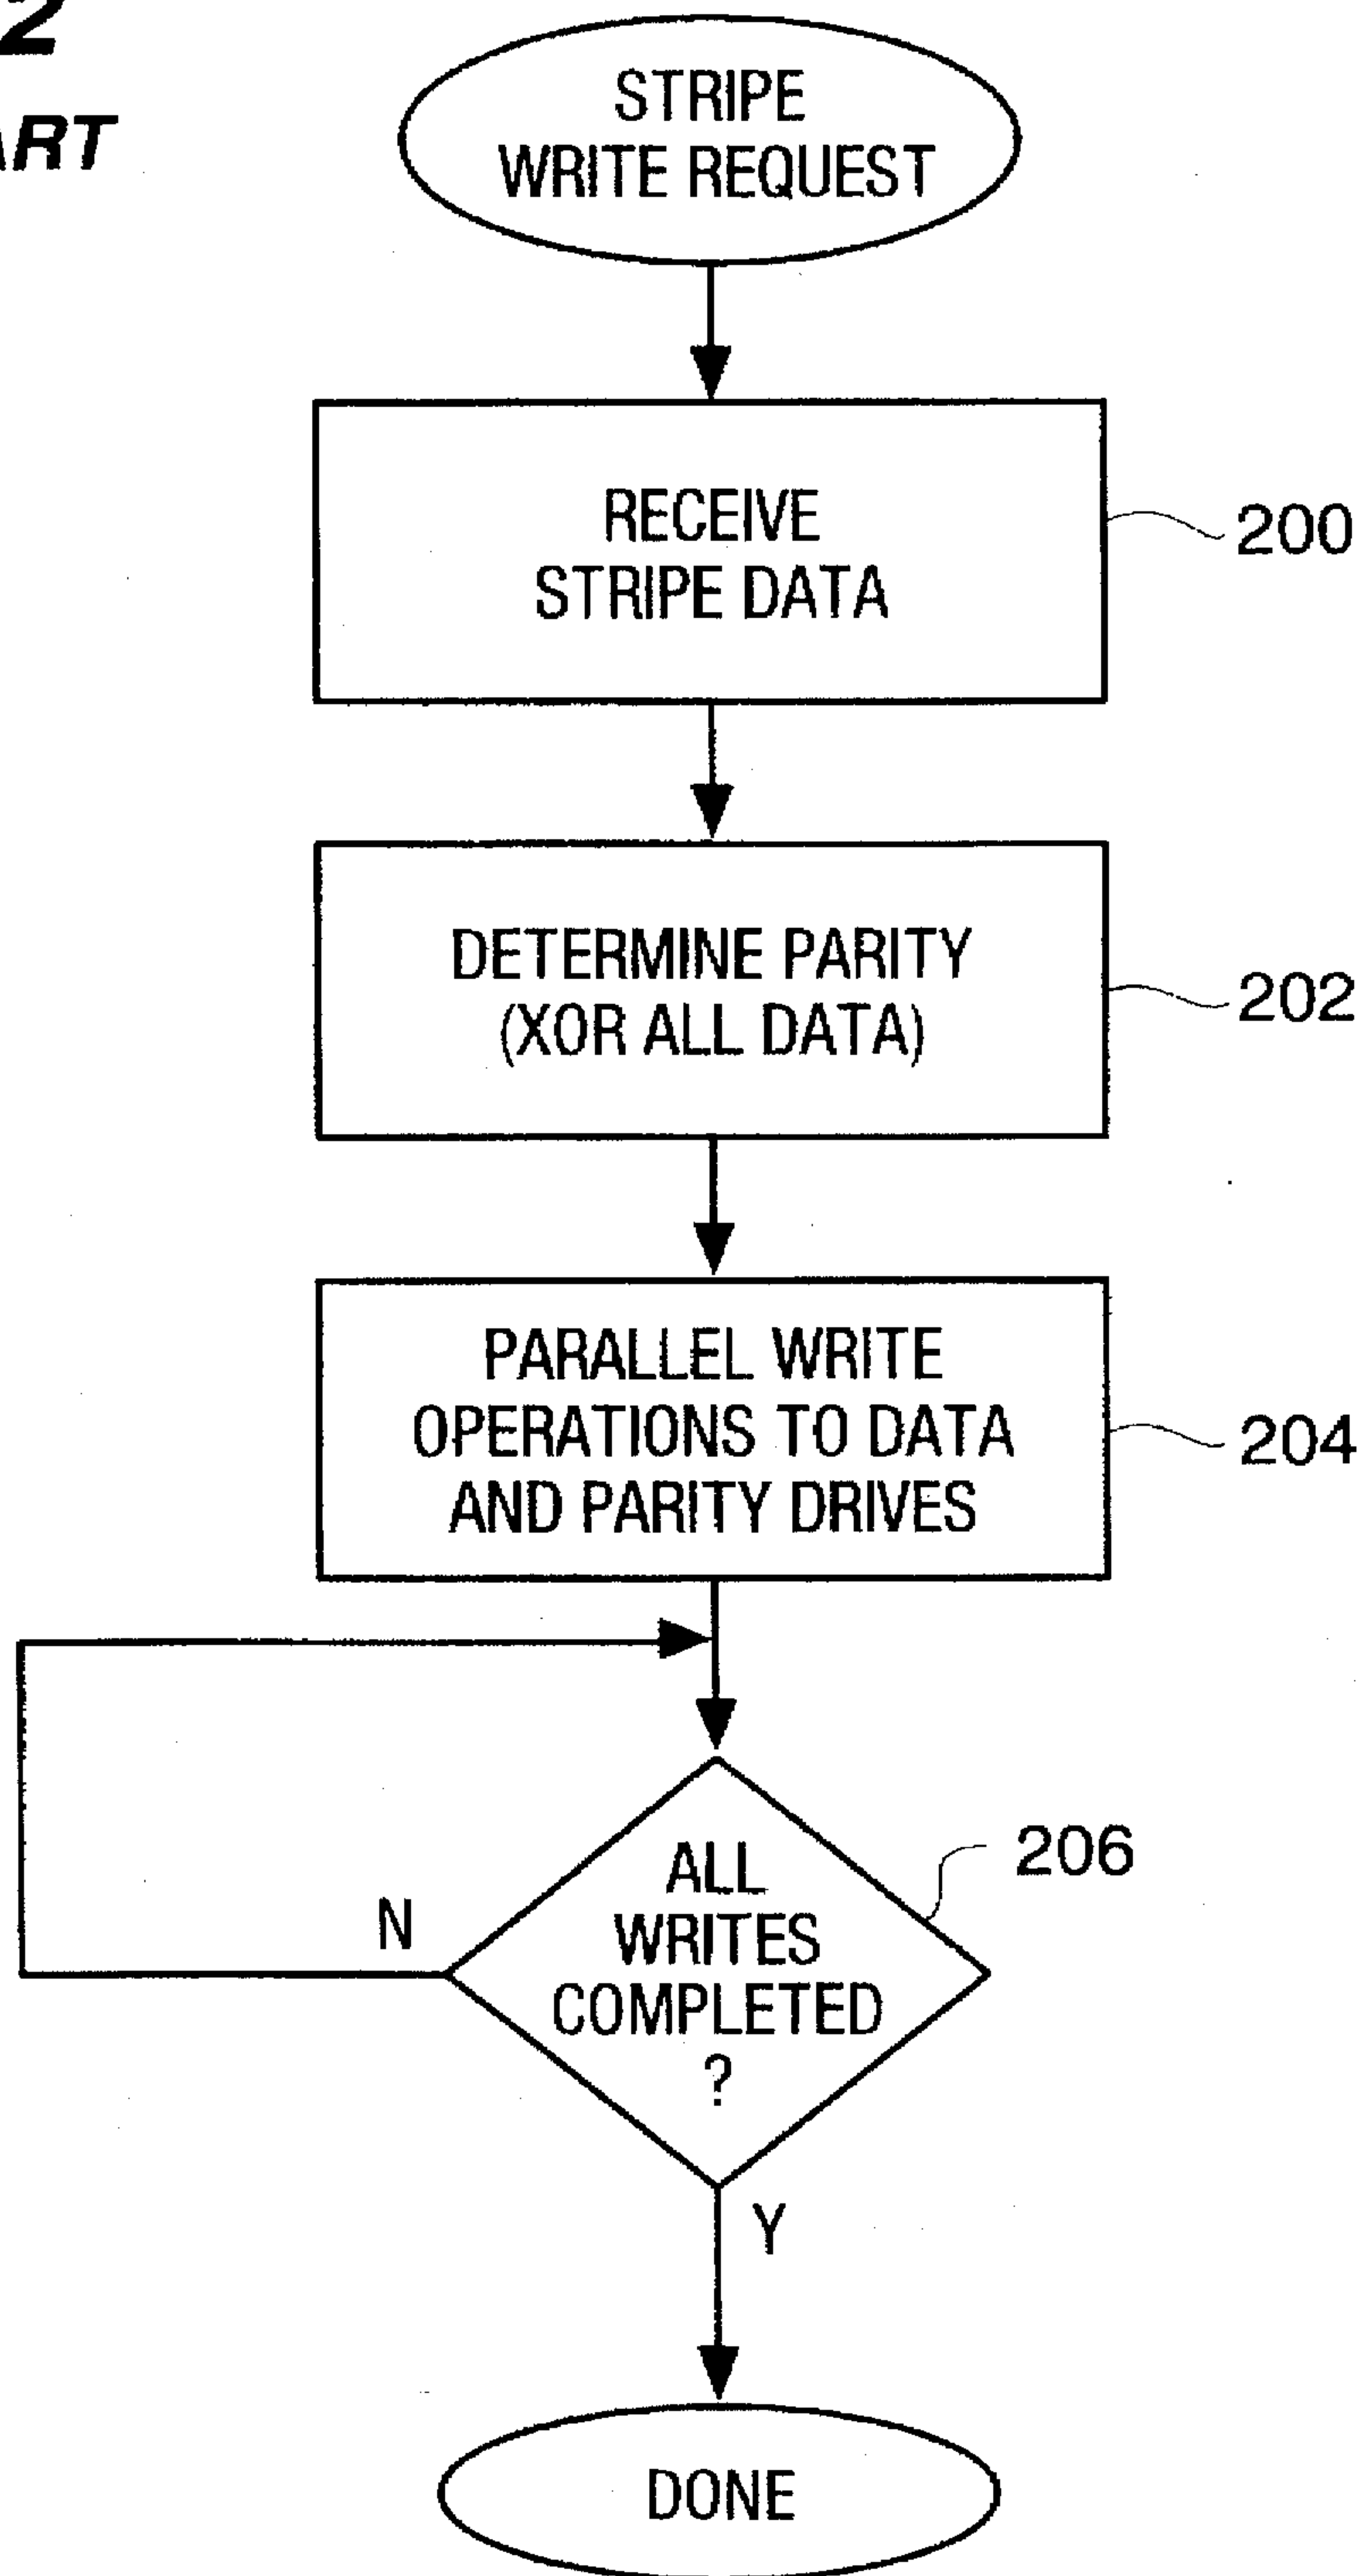 2
ART
STRIPE
WRITE REQUEST
RECEIVE
STRIPE DATA
200
DETERMINE PARITY
(XOR ALL DATA)
202
PARALLEL WRITE
OPERATIONS TO DATA
AND PARITY DRIVES
204
ALL
WRITES
COMPLETED
?
206
N
Y
DONE